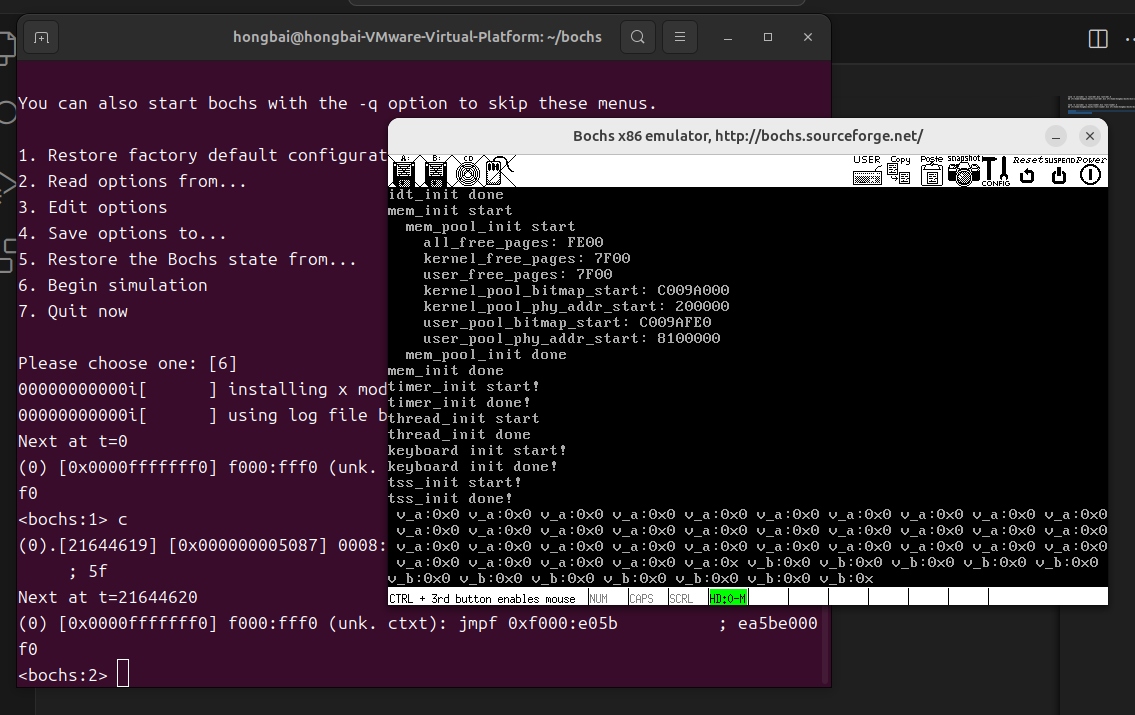 hongbai@hongbai-VMware-Virtual-Platform: ~/bochs
You can also start bochs with the -q option to skip these menus.
1. Restore factory default configurat
2. Read options from...
3. Edit options
4. Save options to...
5. Restore the Bochs state from...
6. Begin simulation
7. Quit now
Please choose one: [6]
00000000000i[      ] installing x mod
00000000000i[      ] using log file b
Next at t=0
(0) [0x0000fffffff0] f000:fff0 (unk.
f0
<bochs:1> c
(0).[21644619] [0x000000005087] 0008:
; 5f
Next at t=21644620
(0) [0x0000fffffff0] f000:fff0 (unk. ctxt): jmpf 0xf000:e05b          ; ea5be000
f0
<bochs:2>
Bochs x86 emulator, http://bochs.sourceforge.net/
A: B: CD USER Copy Paste Snapshot CONFIG Reset SUSPEND Power
idt_init done
mem_init start
mem_pool_init start
all_free_pages: FE00
kernel_free_pages: 7F00
user_free_pages: 7F00
kernel_pool_bitmap_start: C009A000
kernel_pool_phy_addr_start: 200000
user_pool_bitmap_start: C009AFE0
user_pool_phy_addr_start: 8100000
mem_pool_init done
mem_init done
timer_init start!
timer_init done!
thread_init start
thread_init done
keyboard init start!
keyboard init done!
tss_init start!
tss_init done!
v_a:0x0 v_a:0x0 v_a:0x0 v_a:0x0 v_a:0x0 v_a:0x0 v_a:0x0 v_a:0x0 v_a:0x0 v_a:0x0
v_a:0x0 v_a:0x0 v_a:0x0 v_a:0x0 v_a:0x0 v_a:0x0 v_a:0x0 v_a:0x0 v_a:0x0 v_a:0x0
v_a:0x0 v_a:0x0 v_a:0x0 v_a:0x0 v_a:0x0 v_a:0x0 v_a:0x0 v_a:0x0 v_a:0x0 v_a:0x0
v_a:0x0 v_a:0x0 v_a:0x0 v_a:0x0 v_a:0x v_b:0x0 v_b:0x0 v_b:0x0 v_b:0x0 v_b:0x0
v_b:0x0 v_b:0x0 v_b:0x0 v_b:0x0 v_b:0x0 v_b:0x0 v_b:0x
CTRL + 3rd button enables mouse NUM CAPS SCRL HD:0-M